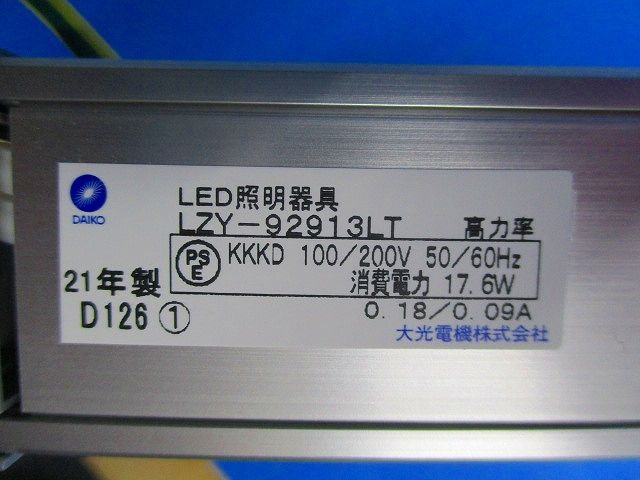 DAIKO
LED照明器具
LZY-92913LT 高力率
PSE KKKD 100/200V 50/60Hz
消費電力 17.6W
21年製
D126 ①
0.18/0.09A
大光電機株式会社